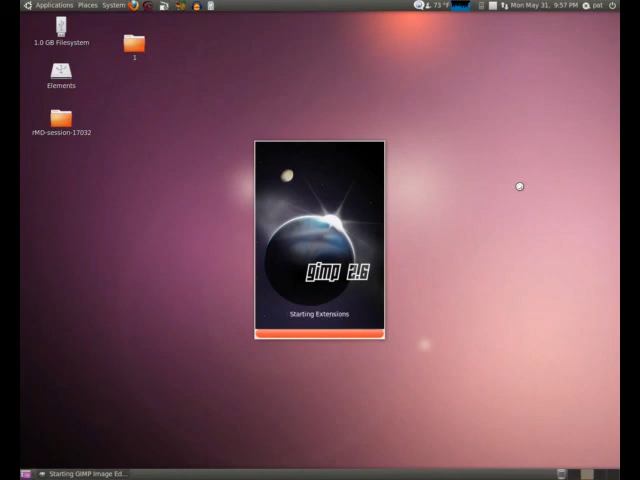 Applications Places System 73 °F Mon May 31, 9:57 PM pot
1.0 GB Filesystem
1
Elements
rMD-session-17032
gimp 2.6
Starting Extensions
Starting GIMP Image Ed...